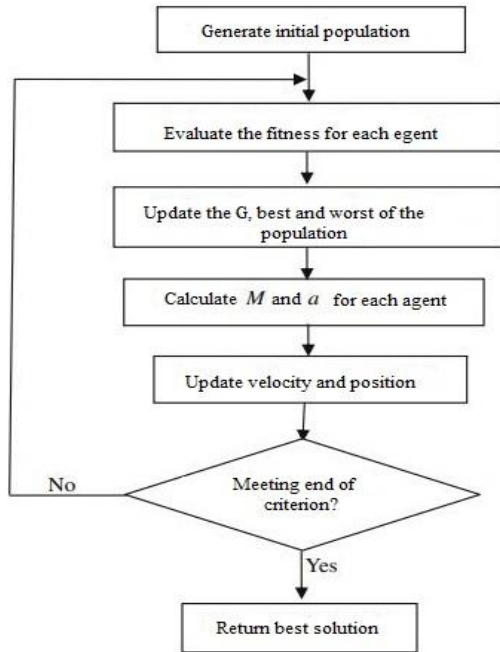 Generate initial population
Evaluate the fitness for each egent
Update the G, best and worst of the
population
Calculate M and a for each agent
Update velocity and position
Meeting end of
criterion?
No
Yes
Return best solution